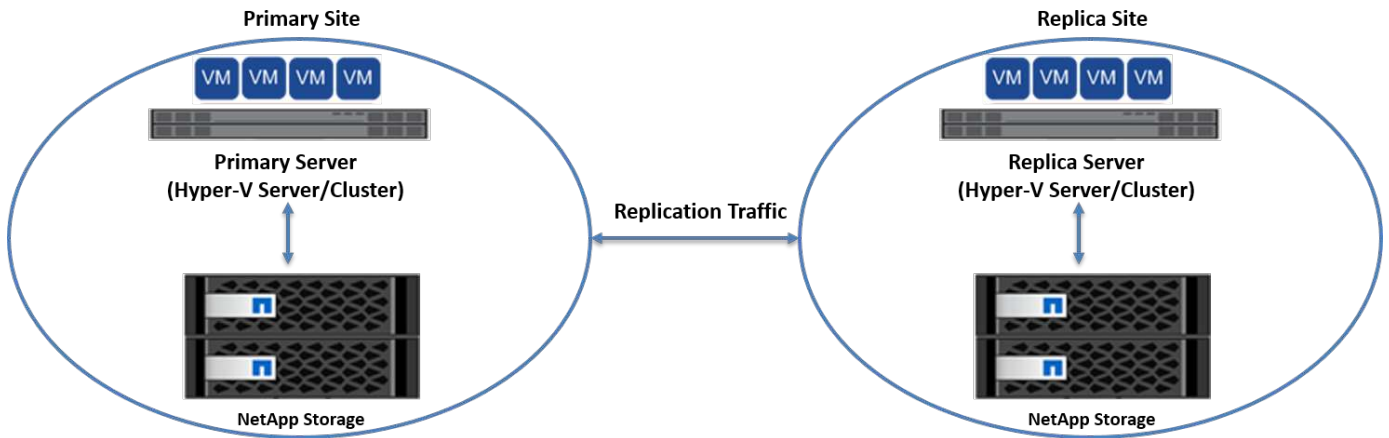 Primary Site
VM VM VM VM
Primary Server
(Hyper-V Server/Cluster)
NetApp Storage
Replication Traffic
Replica Site
VM VM VM VM
Replica Server
(Hyper-V Server/Cluster)
NetApp Storage